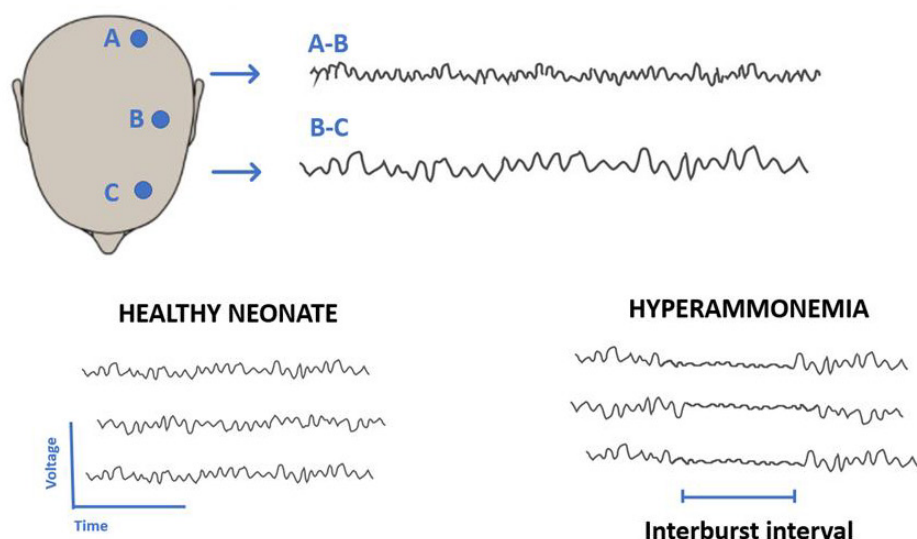 A
A-B
B
B-C
C
HEALTHY NEONATE
HYPERAMMONEMIA
Voltage
Time
Interburst interval